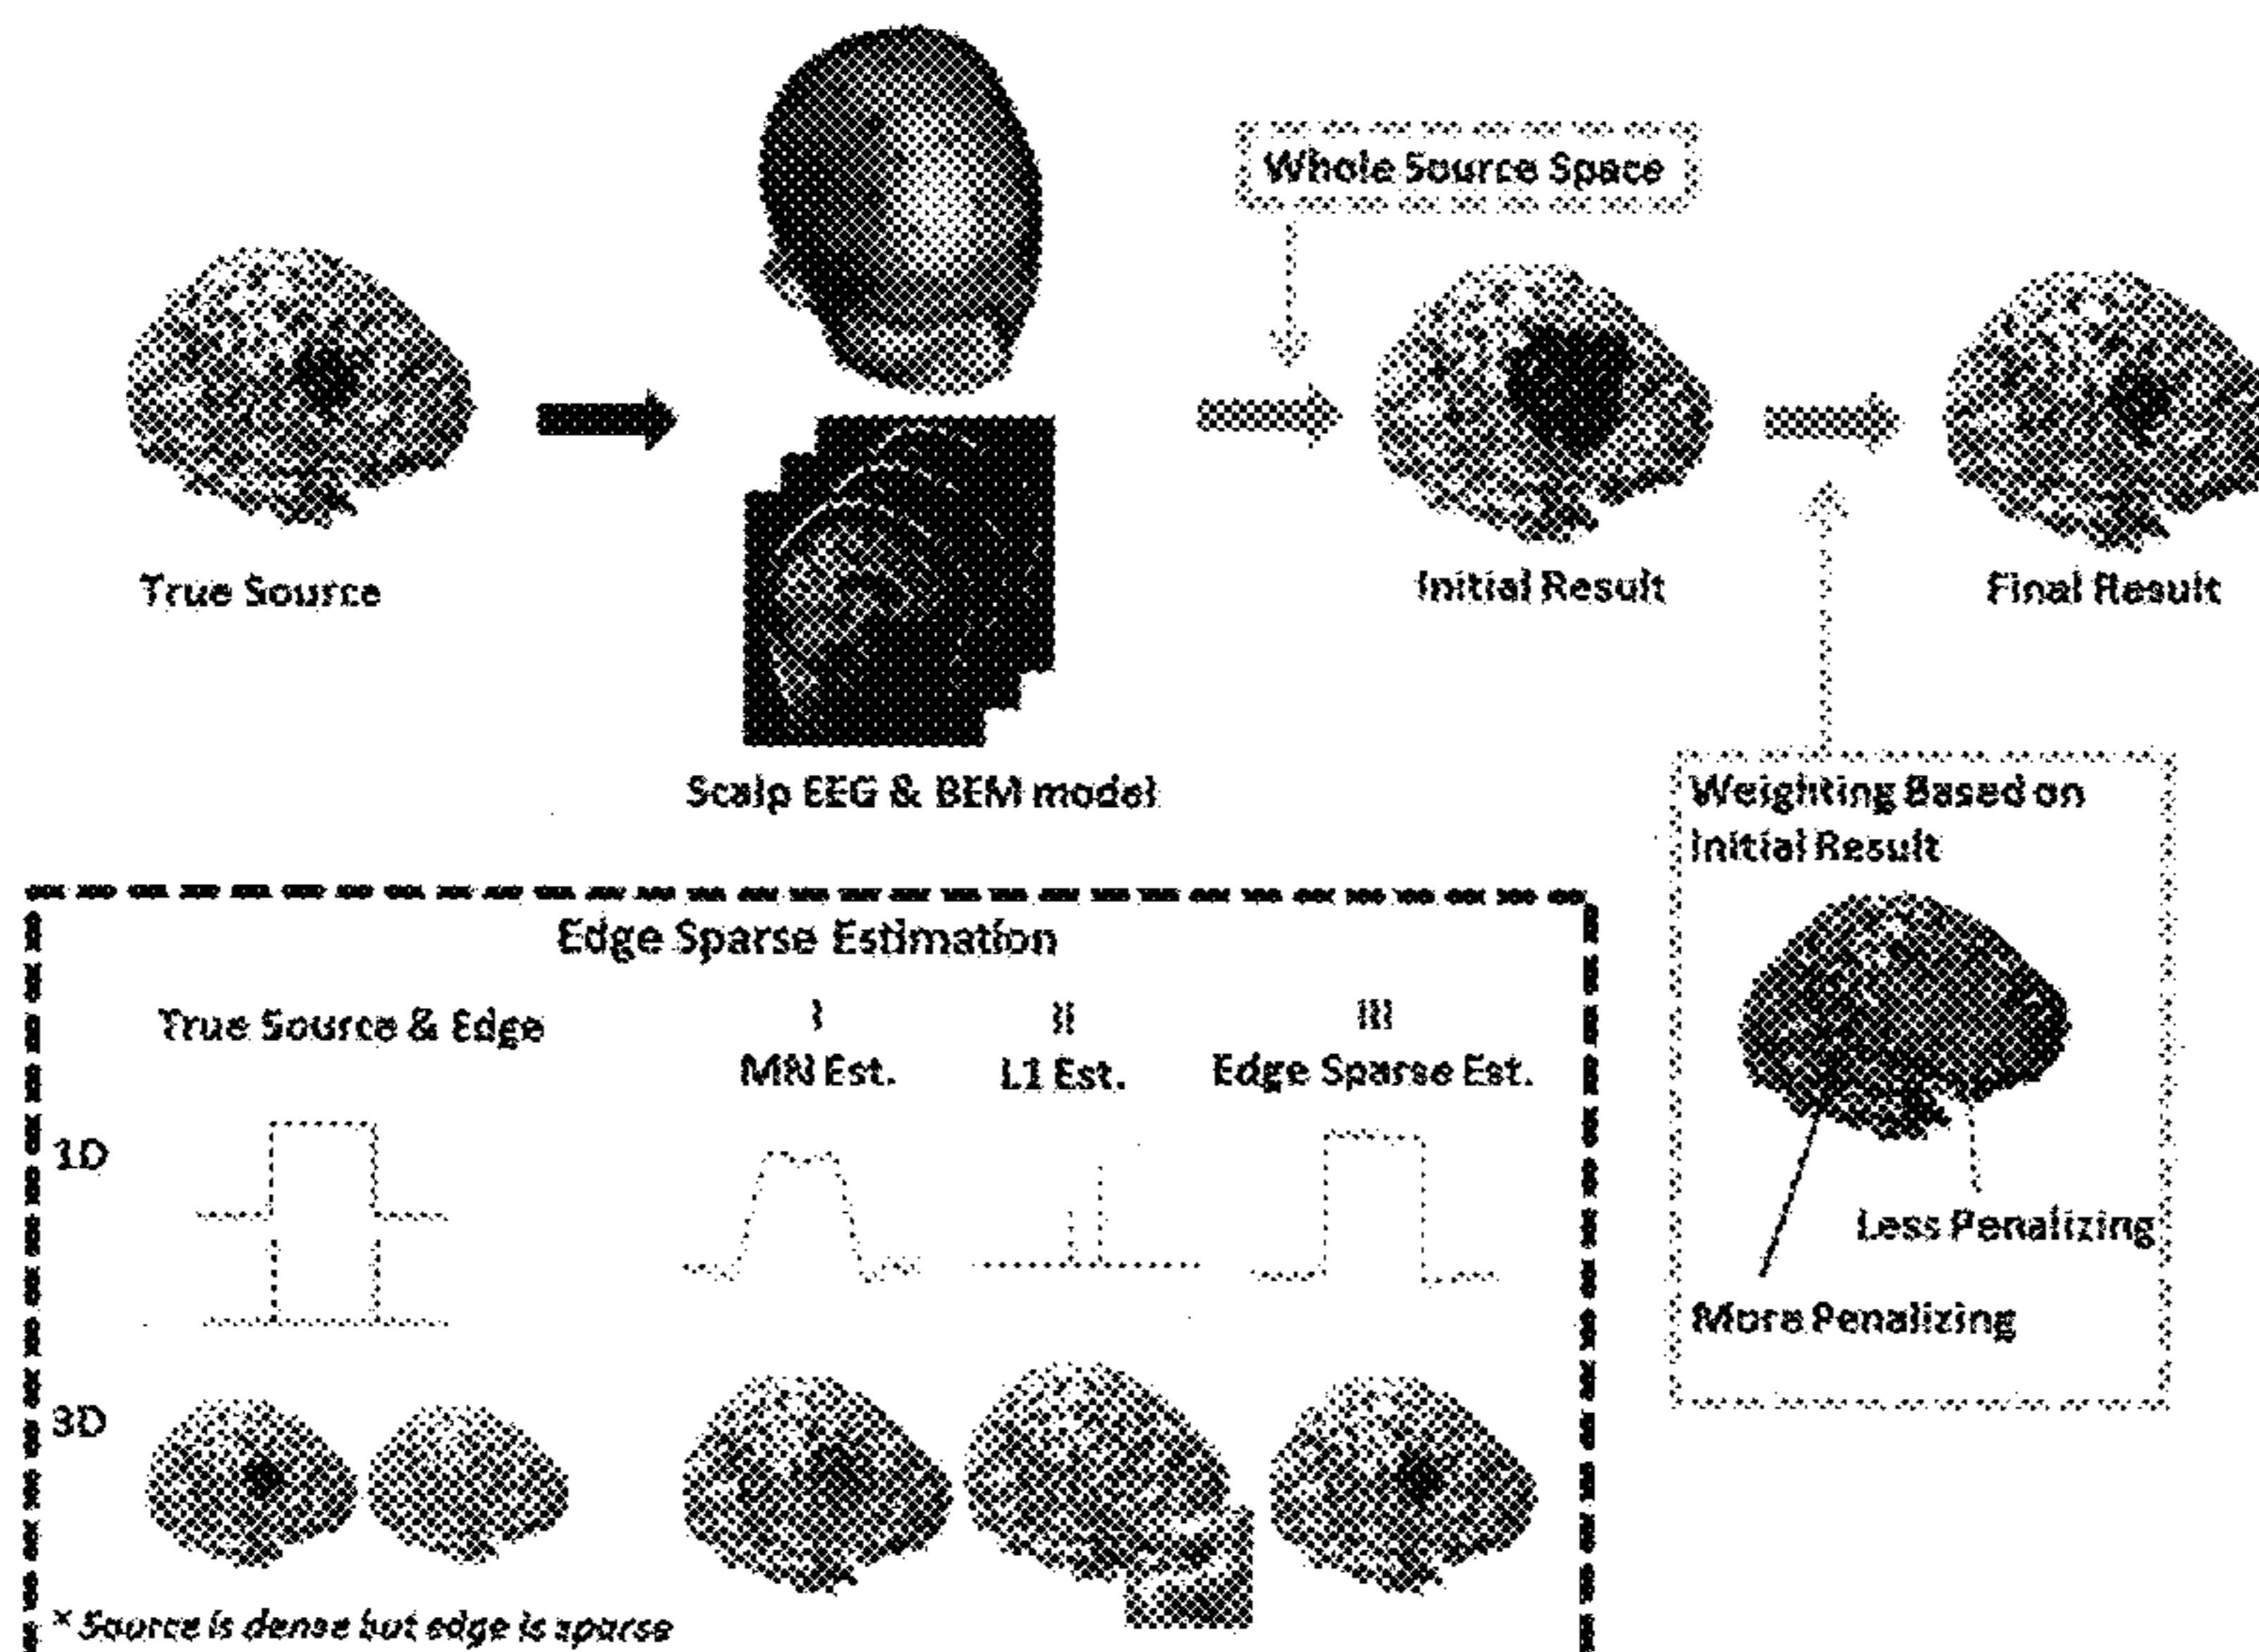 Whole Source Space
True Source
Initial Result
Final Result
Scalp EEG & BEM model
Weighting Based on
Initial Result
Less Penalizing
More Penalizing
Edge Sparse Estimation
True Source & Edge
I
II
III
MN Est.
L1 Est.
Edge Sparse Est.
1D
3D
* Source is dense but edge is sparse